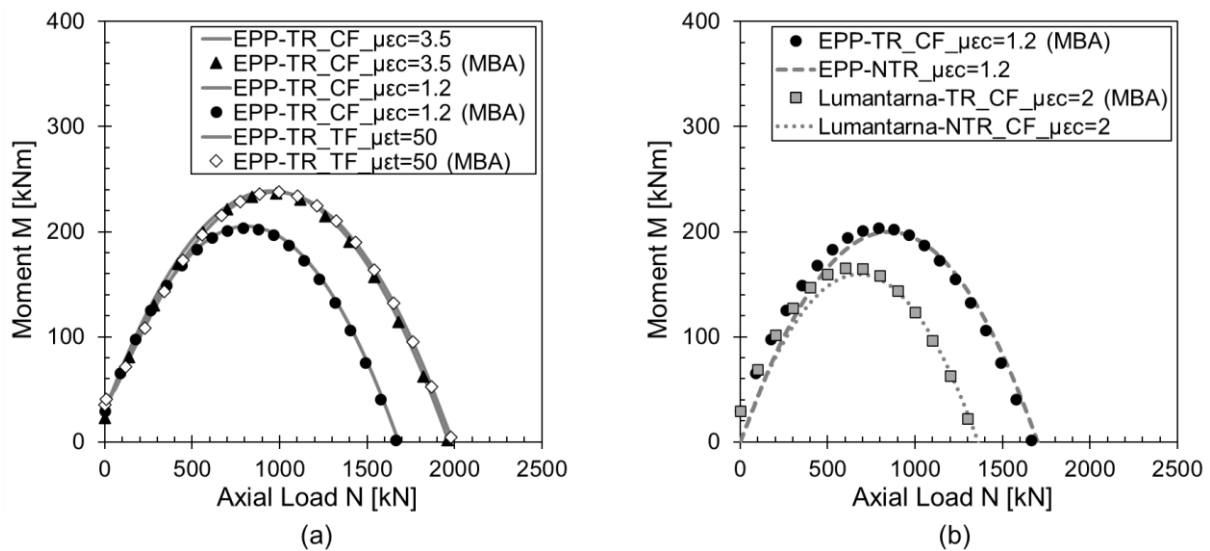 400
300
200
100
0
Moment M [kNm]
EPP-TR_CF_µεc=3.5
EPP-TR_CF_µεc=3.5 (MBA)
EPP-TR_CF_µεc=1.2
EPP-TR_CF_µεc=1.2 (MBA)
EPP-TR_TF_µεt=50
EPP-TR_TF_µεt=50 (MBA)
0 500 1000 1500 2000 2500
Axial Load N [kN]
(a)
400
300
200
100
0
Moment M [kNm]
EPP-TR_CF_µεc=1.2 (MBA)
EPP-NTR_µεc=1.2
Lumantarna-TR_CF_µεc=2 (MBA)
Lumantarna-NTR_CF_µεc=2
0 500 1000 1500 2000 2500
Axial Load N [kN]
(b)